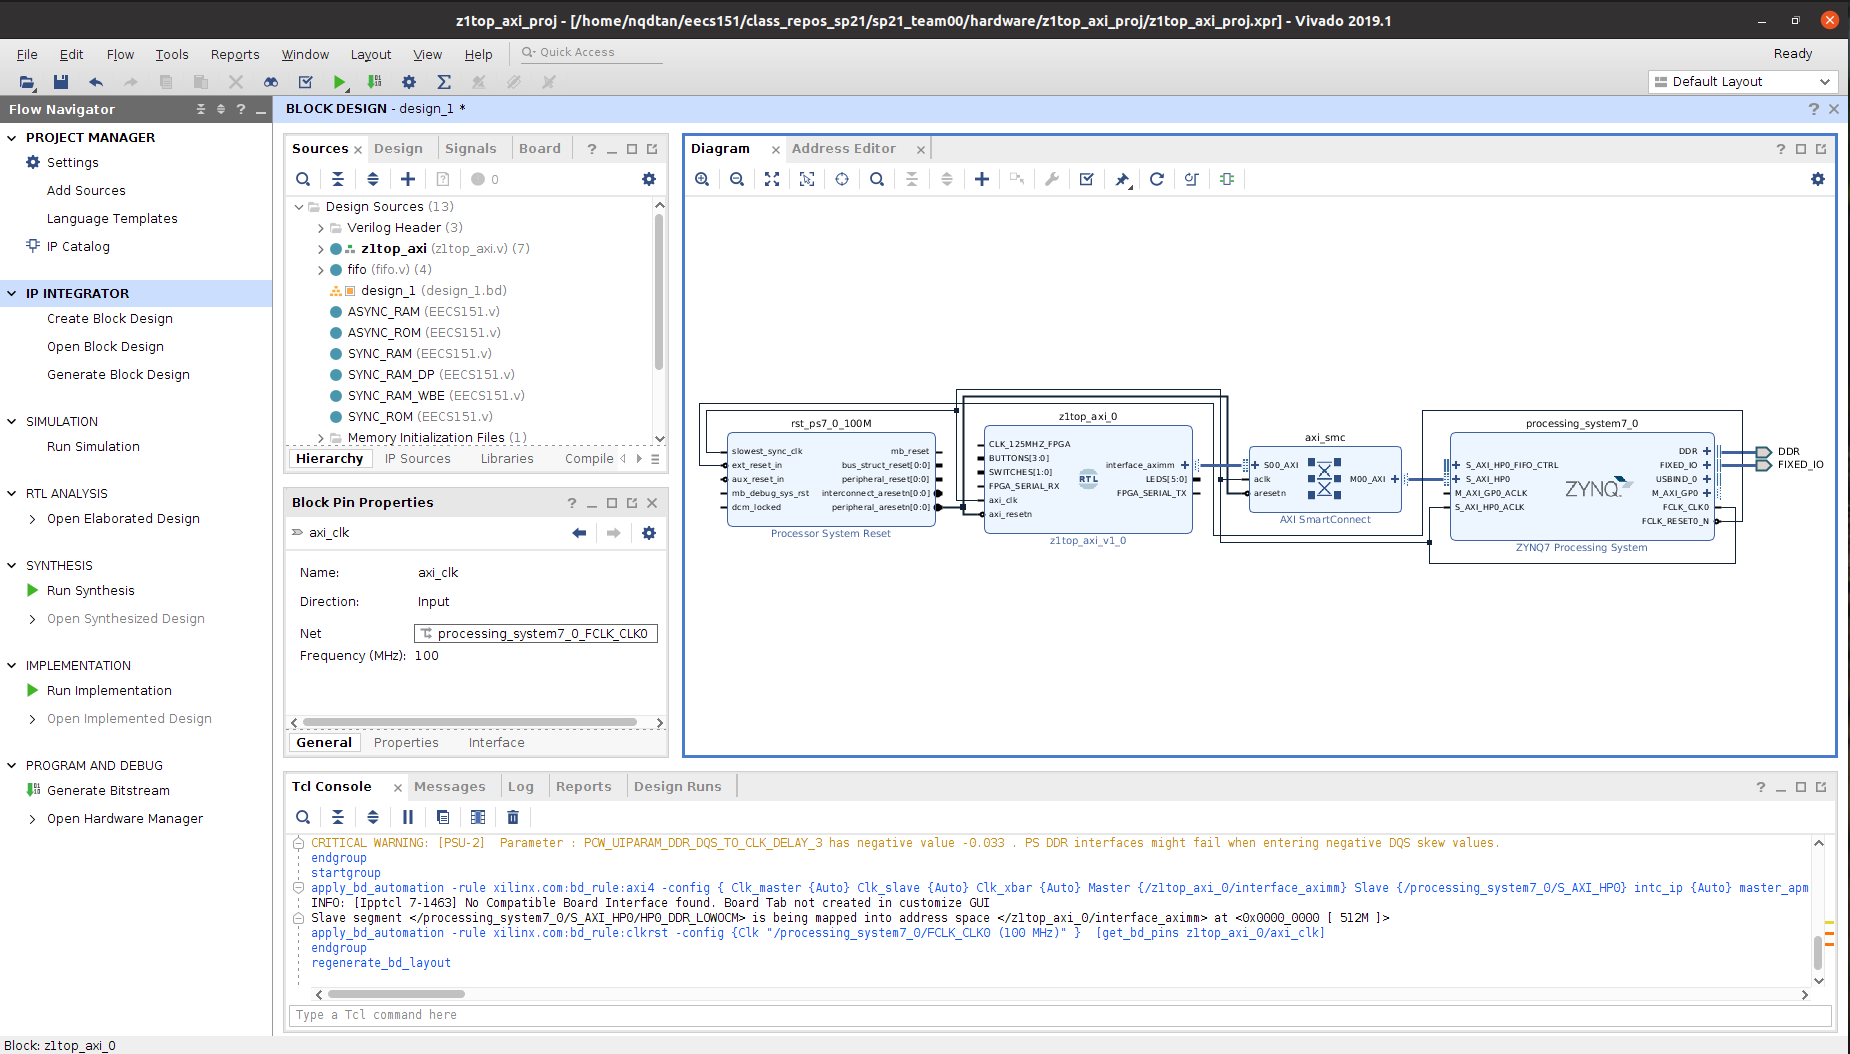 z1top_axi_proj - [/home/nqdtan/eecs151/class_repos_sp21/sp21_team00/hardware/z1top_axi_proj/z1top_axi_proj.xpr] - Vivado 2019.1
File Edit Flow Tools Reports Window Layout View Help Quick Access Ready
Default Layout
Flow Navigator
PROJECT MANAGER
Settings
Add Sources
Language Templates
IP Catalog
IP INTEGRATOR
Create Block Design
Open Block Design
Generate Block Design
SIMULATION
Run Simulation
RTL ANALYSIS
Open Elaborated Design
SYNTHESIS
Run Synthesis
Open Synthesized Design
IMPLEMENTATION
Run Implementation
Open Implemented Design
PROGRAM AND DEBUG
Generate Bitstream
Open Hardware Manager
BLOCK DESIGN - design_1 *
Sources Design Signals Board
0
Design Sources (13)
Verilog Header (3)
z1top_axi (z1top_axi.v) (7)
fifo (fifo.v) (4)
design_1 (design_1.bd)
ASYNC_RAM (EECS151.v)
ASYNC_ROM (EECS151.v)
SYNC_RAM (EECS151.v)
SYNC_RAM_DP (EECS151.v)
SYNC_RAM_WBE (EECS151.v)
SYNC_ROM (EECS151.v)
Memory Initialization Files (1)
Hierarchy IP Sources Libraries Compile
Block Pin Properties
axi_clk
Name: axi_clk
Direction: Input
Net processing_system7_0_FCLK_CLK0
Frequency (MHz): 100
General Properties Interface
Diagram Address Editor
rst_ps7_0_100M
slowest_sync_clk
ext_reset_in
aux_reset_in
mb_debug_sys_rst
dcm_locked
mb_reset
bus_struct_reset[0:0]
peripheral_reset[0:0]
interconnect_aresetn[0:0]
peripheral_aresetn[0:0]
Processor System Reset
z1top_axi_0
CLK_125MHZ_FPGA
BUTTONS[3:0]
SWITCHES[1:0]
FPGA_SERIAL_RX
axi_clk
axi_resetn
RTL
interface_aximm
LEDS[5:0]
FPGA_SERIAL_TX
z1top_axi_v1_0
axi_smc
S00_AXI
aclk
aresetn
M00_AXI
AXI SmartConnect
processing_system7_0
S_AXI_HP0_FIFO_CTRL
S_AXI_HP0
M_AXI_GP0_ACLK
S_AXI_HP0_ACLK
ZYNQ
DDR
FIXED_IO
USBIND_0
M_AXI_GP0
FCLK_CLK0
FCLK_RESET0_N
ZYNQ7 Processing System
DDR
FIXED_IO
Tcl Console Messages Log Reports Design Runs
CRITICAL WARNING: [PSU-2]  Parameter : PCW_UIPARAM_DDR_DQS_TO_CLK_DELAY_3 has negative value -0.033 . PS DDR interfaces might fail when entering negative DQS skew values.
endgroup
startgroup
apply_bd_automation -rule xilinx.com:bd_rule:axi4 -config { Clk_master {Auto} Clk_slave {Auto} Clk_xbar {Auto} Master {/z1top_axi_0/interface_aximm} Slave {/processing_system7_0/S_AXI_HP0} intc_ip {Auto} master_apm
INFO: [Ipptcl 7-1463] No Compatible Board Interface found. Board Tab not created in customize GUI
Slave segment </processing_system7_0/S_AXI_HP0/HP0_DDR_LOWOCM> is being mapped into address space </z1top_axi_0/interface_aximm> at <0x0000_0000 [ 512M ]>
apply_bd_automation -rule xilinx.com:bd_rule:clkrst -config {Clk "/processing_system7_0/FCLK_CLK0 (100 MHz)" }  [get_bd_pins z1top_axi_0/axi_clk]
endgroup
regenerate_bd_layout
Type a Tcl command here
Block: z1top_axi_0